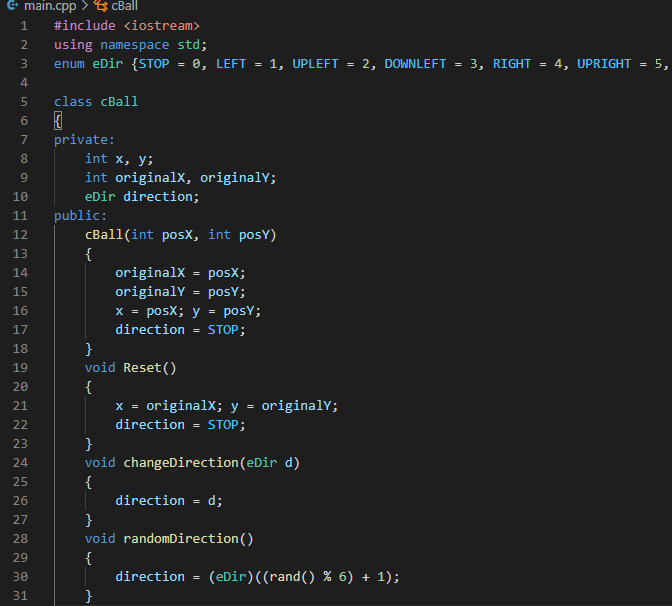 main.cpp > cBall
1 #include <iostream>
2 using namespace std;
3 enum eDir {STOP = 0, LEFT = 1, UPLEFT = 2, DOWNLEFT = 3, RIGHT = 4, UPRIGHT = 5,
4
5 class cBall
6 {
7 private:
8     int x, y;
9     int originalX, originalY;
10     eDir direction;
11 public:
12     cBall(int posX, int posY)
13     {
14         originalX = posX;
15         originalY = posY;
16         x = posX; y = posY;
17         direction = STOP;
18     }
19     void Reset()
20     {
21         x = originalX; y = originalY;
22         direction = STOP;
23     }
24     void changeDirection(eDir d)
25     {
26         direction = d;
27     }
28     void randomDirection()
29     {
30         direction = (eDir)((rand() % 6) + 1);
31     }